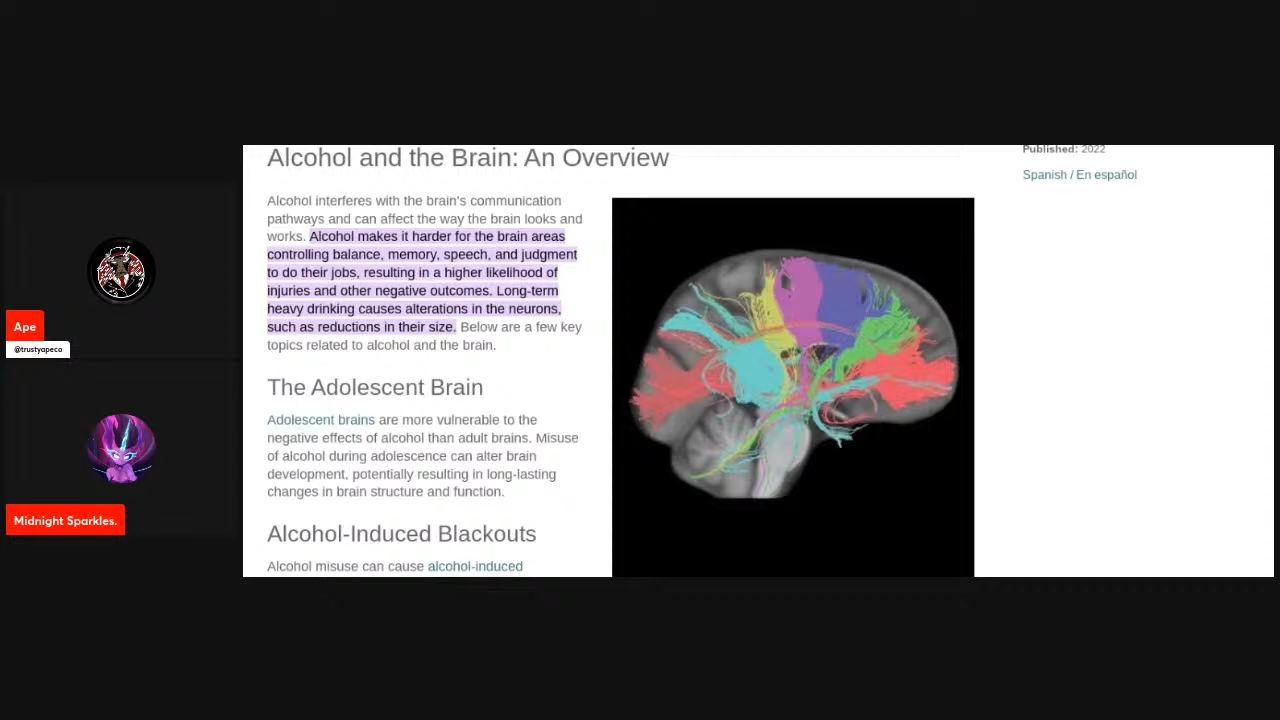 Alcohol and the Brain: An Overview
Published: 2022
Spanish / En español
Alcohol interferes with the brain's communication
pathways and can affect the way the brain looks and
works. Alcohol makes it harder for the brain areas
controlling balance, memory, speech, and judgment
to do their jobs, resulting in a higher likelihood of
injuries and other negative outcomes. Long-term
heavy drinking causes alterations in the neurons,
such as reductions in their size. Below are a few key
topics related to alcohol and the brain.
The Adolescent Brain
Adolescent brains are more vulnerable to the
negative effects of alcohol than adult brains. Misuse
of alcohol during adolescence can alter brain
development, potentially resulting in long-lasting
changes in brain structure and function.
Alcohol-Induced Blackouts
Alcohol misuse can cause alcohol-induced
Ape
@trustyapeco
Midnight Sparkles.